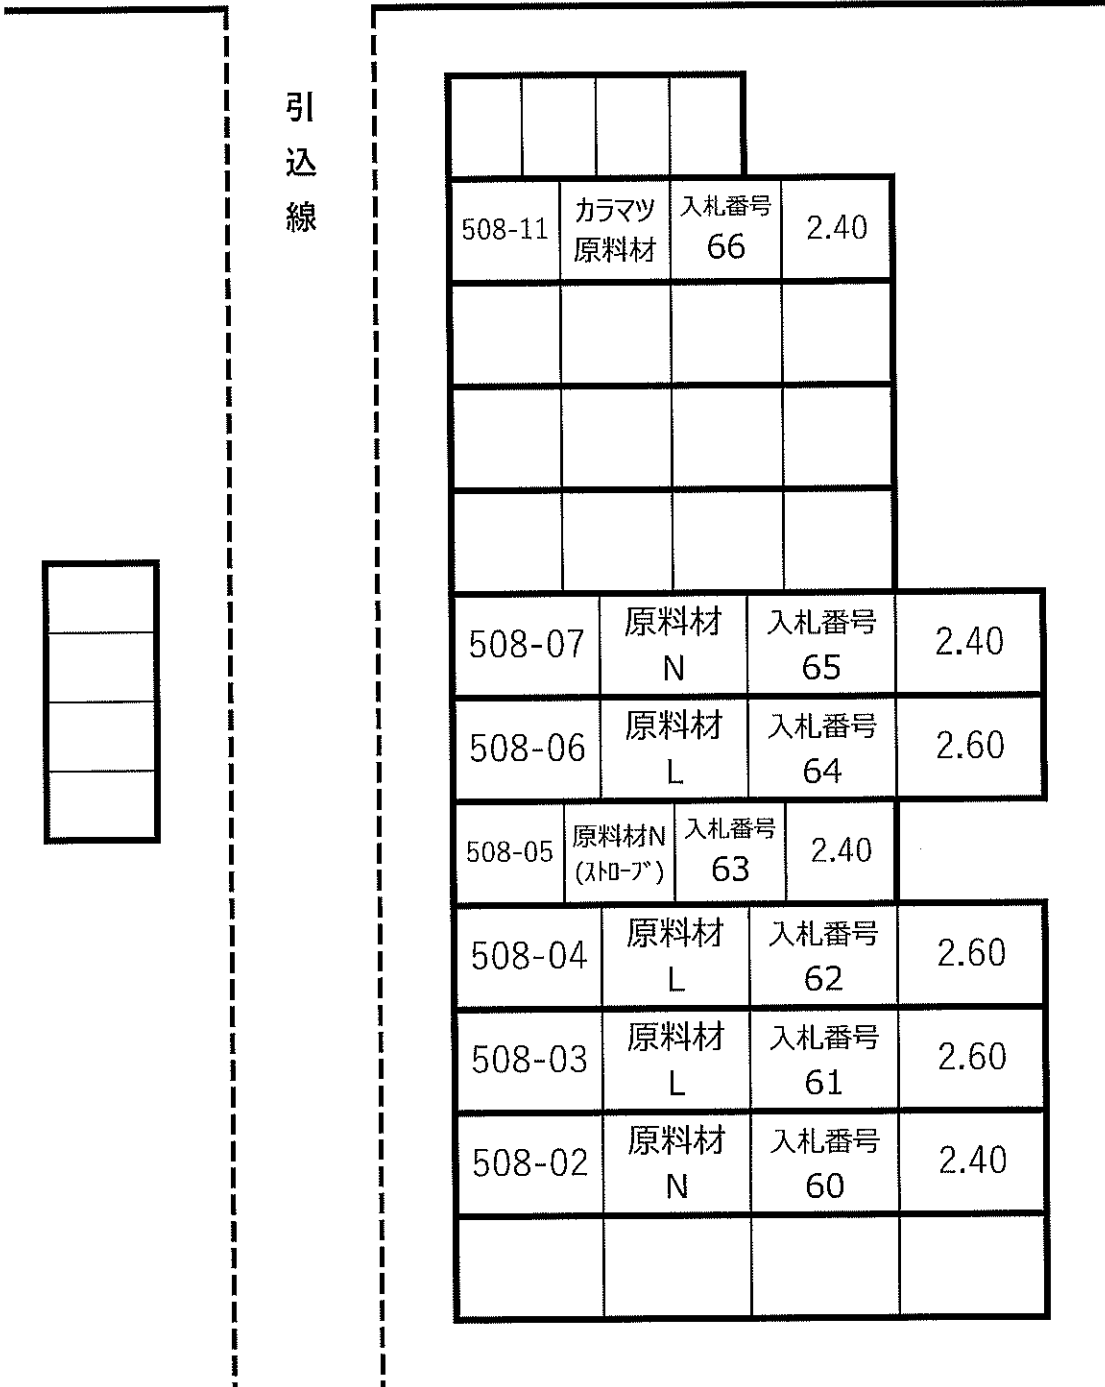 引込線
508-11 カラマツ 原料材 入札番号 66 2.40
508-07 原料材 N 入札番号 65 2.40
508-06 原料材 L 入札番号 64 2.60
508-05 原料材N (ストローブ) 入札番号 63 2.40
508-04 原料材 L 入札番号 62 2.60
508-03 原料材 L 入札番号 61 2.60
508-02 原料材 N 入札番号 60 2.40